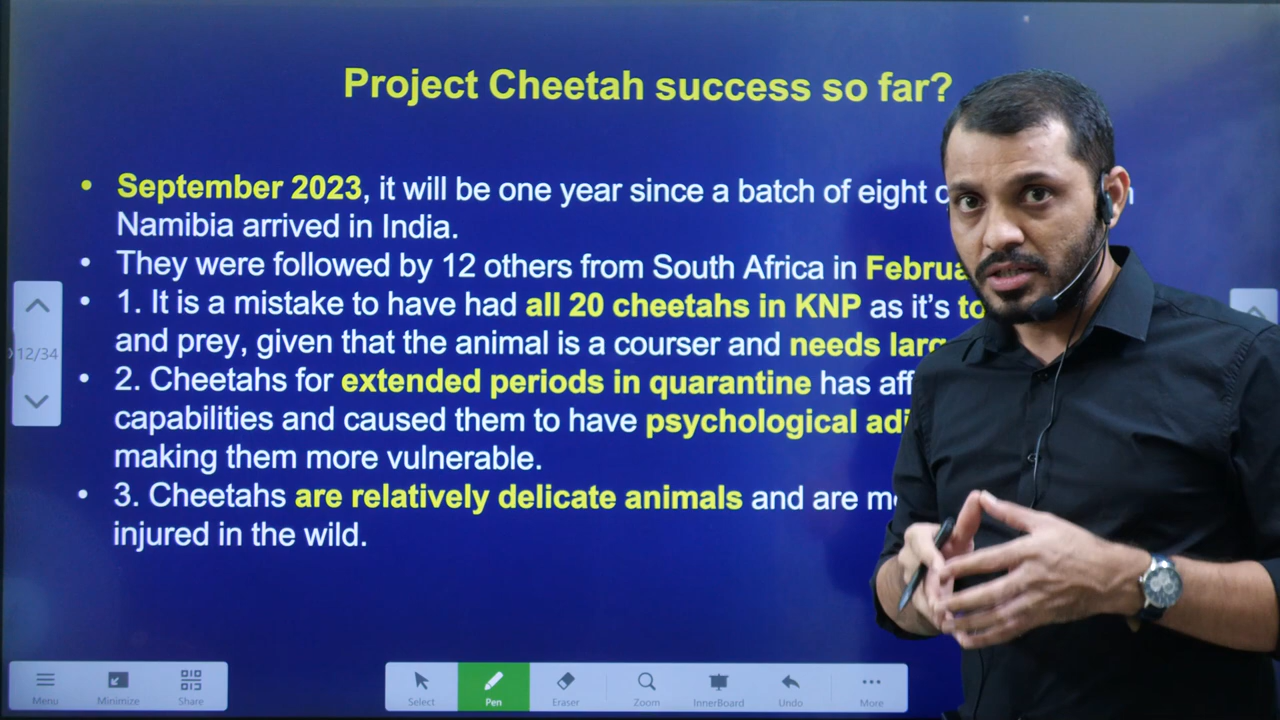 Project Cheetah success so far?
• September 2023, it will be one year since a batch of eight
Namibia arrived in India.
• They were followed by 12 others from South Africa in
• 1. It is a mistake to have had all 20 cheetahs in KNP as it's
and prey, given that the animal is a courser and needs
• 2. Cheetahs for extended periods in quarantine has
capabilities and caused them to have psychological
making them more vulnerable.
• 3. Cheetahs are relatively delicate animals and are
injured in the wild.
12/34
Menu Minimize Share Select Pen Eraser Zoom InnerBoard Undo More